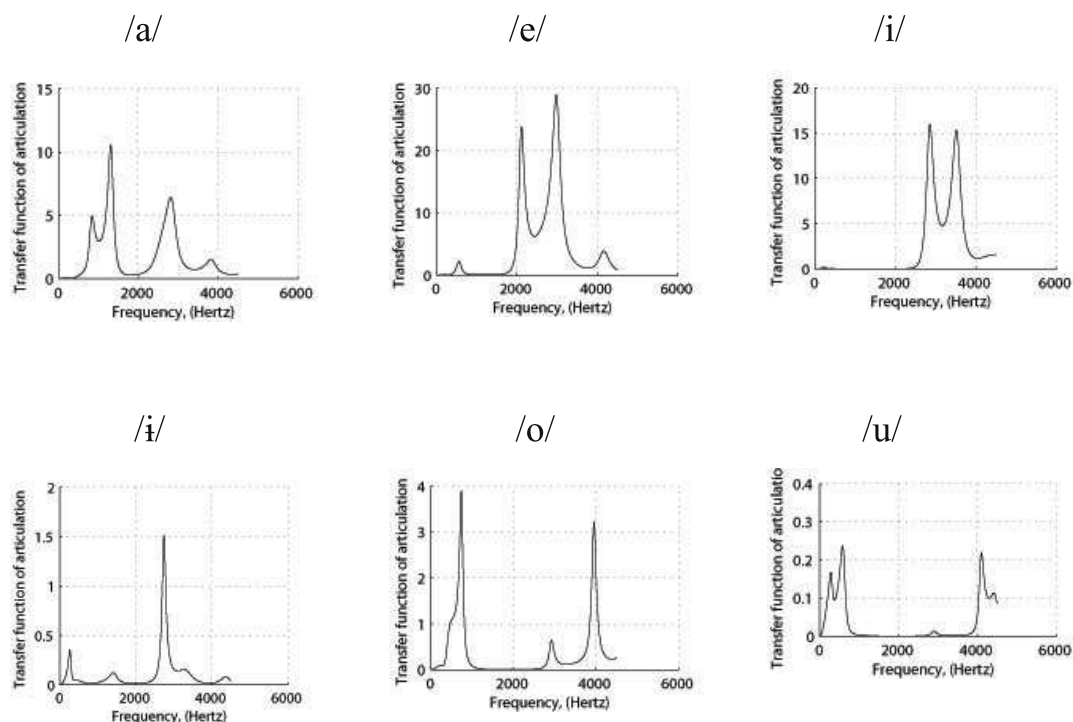 /a/
Transfer function of articulation
15
10
5
0
0 2000 4000 6000
Frequency, (Hertz)
/e/
Transfer function of articulation
30
20
10
0
0 2000 4000 6000
Frequency, (Hertz)
/i/
Transfer function of articulation
20
15
10
5
0
0 2000 4000 6000
Frequency, (Hertz)
/ɨ/
Transfer function of articulation
2
1.5
1
0.5
0
0 2000 4000 6000
Frequency, (Hertz)
/o/
Transfer function of articulation
4
3
2
1
0
0 2000 4000 6000
Frequency, (Hertz)
/u/
Transfer function of articulatio
0.4
0.3
0.2
0.1
0
0 2000 4000 6000
Frequency, (Hertz)